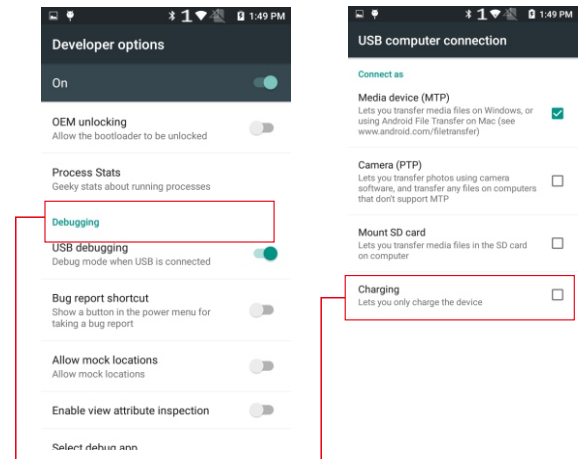 1:49 PM
Developer options
On
OEM unlocking
Allow the bootloader to be unlocked
Process Stats
Geeky stats about running processes
Debugging
USB debugging
Debug mode when USB is connected
Bug report shortcut
Show a button in the power menu for
taking a bug report
Allow mock locations
Allow mock locations
Enable view attribute inspection
Select debug app
1:49 PM
USB computer connection
Connect as
Media device (MTP)
Lets you transfer media files on Windows, or
using Android File Transfer on Mac (see
www.android.com/filetransfer)
Camera (PTP)
Lets you transfer photos using camera
software, and transfer any files on computers
that don't support MTP
Mount SD card
Lets you transfer media files in the SD card
on computer
Charging
Lets you only charge the device